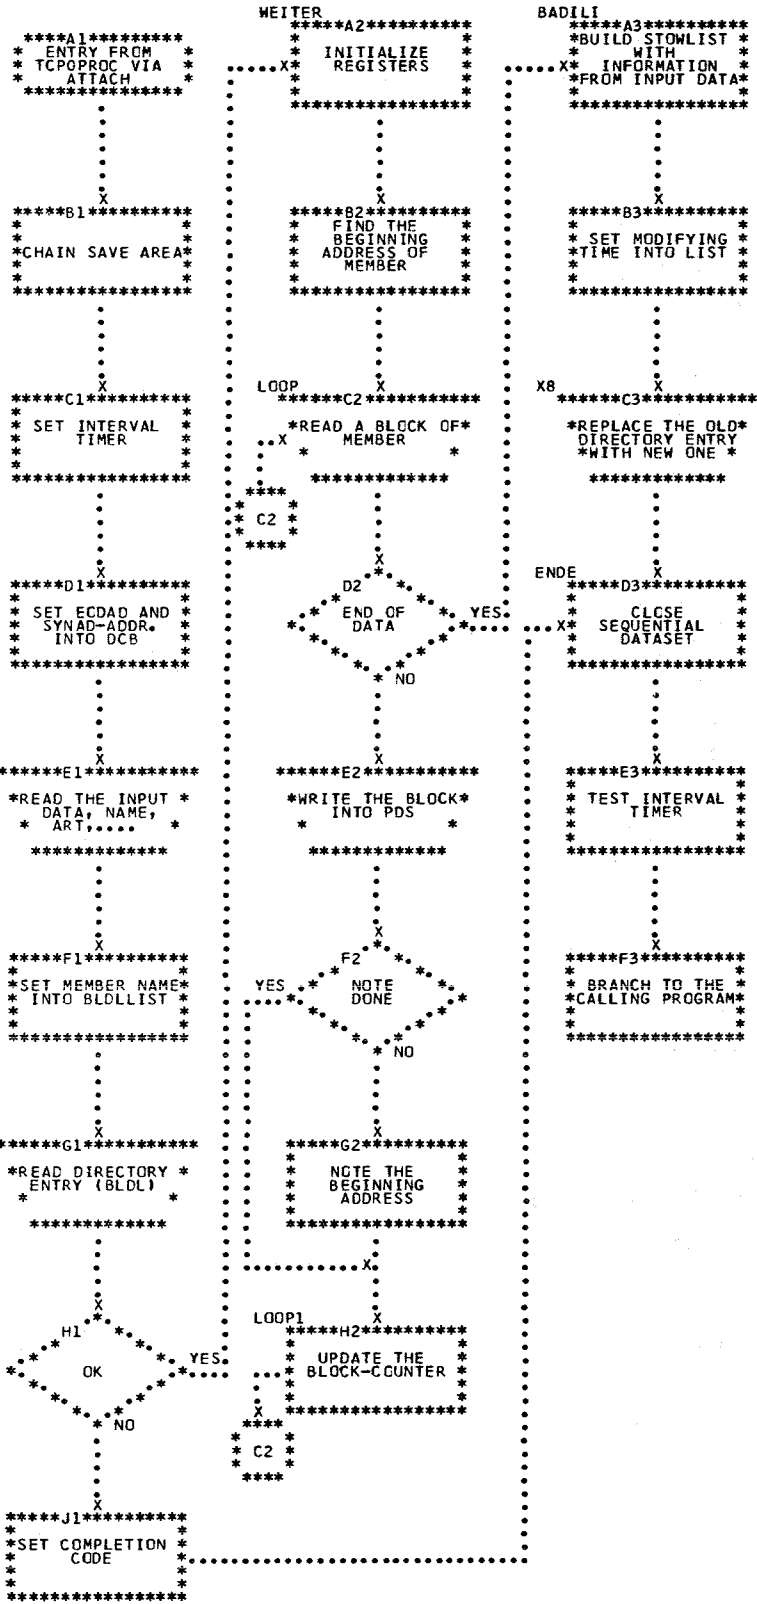 A1
ENTRY FROM
TCPOPROC VIA
ATTACH
B1
CHAIN SAVE AREA
C1
SET INTERVAL
TIMER
D1
SET EODAD AND
SYNAD-ADDR.
INTO DCB
E1
READ THE INPUT
DATA, NAME,
ART,....
F1
SET MEMBER NAME
INTO BLDLLIST
G1
READ DIRECTORY
ENTRY (BLDL)
H1
OK
YES
NO
J1
SET COMPLETION
CODE
WEITER
A2
INITIALIZE
REGISTERS
B2
FIND THE
BEGINNING
ADDRESS OF
MEMBER
LOOP
C2
READ A BLOCK OF
MEMBER
C2
D2
END OF
DATA
YES
NO
E2
WRITE THE BLOCK
INTO PDS
F2
NOTE
DONE
YES
NO
G2
NOTE THE
BEGINNING
ADDRESS
LOOP1
H2
UPDATE THE
BLOCK-COUNTER
C2
BADILI
A3
BUILD STOWLIST
WITH
INFORMATION
FROM INPUT DATA
B3
SET MODIFYING
TIME INTO LIST
X8
C3
REPLACE THE OLD
DIRECTORY ENTRY
WITH NEW ONE
ENDE
D3
CLOSE
SEQUENTIAL
DATASET
E3
TEST INTERVAL
TIMER
F3
BRANCH TO THE
CALLING PROGRAM